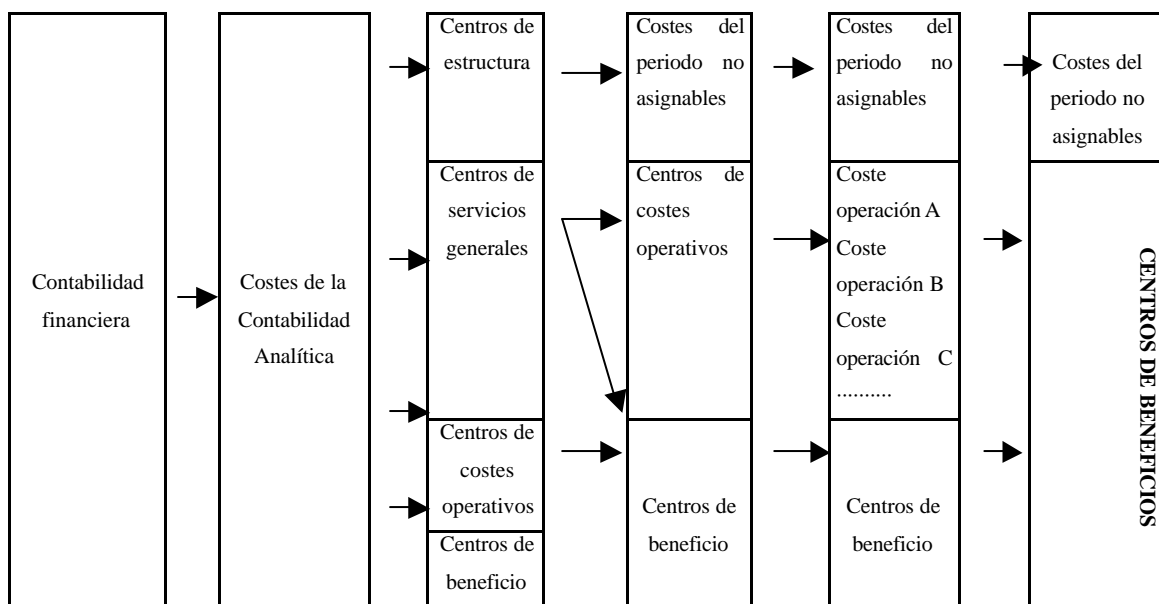 Contabilidad
financiera
Costes de la
Contabilidad
Analítica
Centros de
estructura
Centros de
servicios
generales
Centros de
costes
operativos
Centros de
beneficio
Costes del
periodo no
asignables
Centros de
costes
operativos
Centros de
beneficio
Costes del
periodo no
asignables
Coste
operación A
Coste
operación B
Coste
operación C
..........
Centros de
beneficio
Costes del
periodo no
asignables
CENTROS DE BENEFICIOS